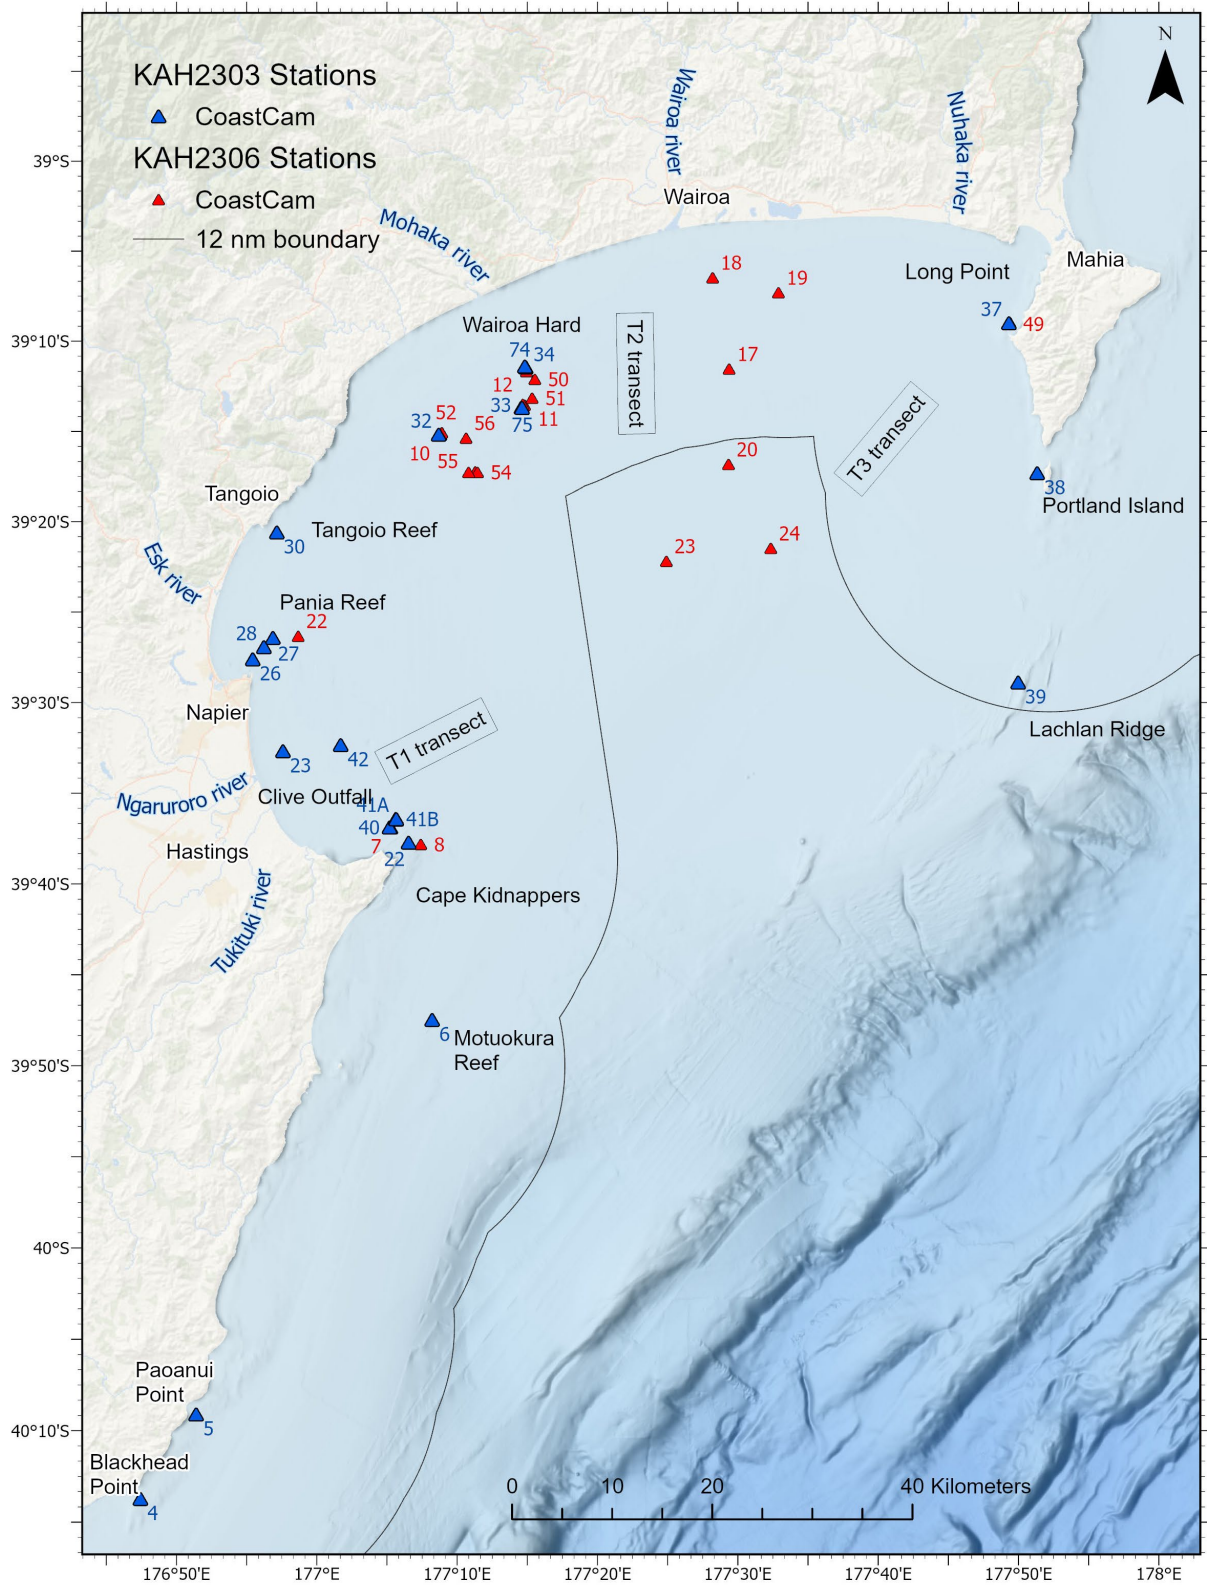 N
KAH2303 Stations
CoastCam
KAH2306 Stations
CoastCam
12 nm boundary
Wairoa river
Nuhaka river
Mohaka river
Wairoa
Mahia
Long Point
18
19
37
49
17
Wairoa Hard
74
34
12
50
51
33
75
11
52
32
56
10
55
54
T2 transect
T3 transect
20
38
Portland Island
Tangoio
Tangoio Reef
30
23
24
Esk river
Pania Reef
22
28
27
26
Napier
39
Lachlan Ridge
T1 transect
23
42
Ngaruroro river
Clive Outfall
41A
41B
40
7
8
22
Hastings
Cape Kidnappers
Tukituki river
6
Motuokura
Reef
Paoanui
Point
5
Blackhead
Point
4
0
10
20
40 Kilometers
39°S
39°10'S
39°20'S
39°30'S
39°40'S
39°50'S
40°S
40°10'S
176°50'E
177°E
177°10'E
177°20'E
177°30'E
177°40'E
177°50'E
178°E